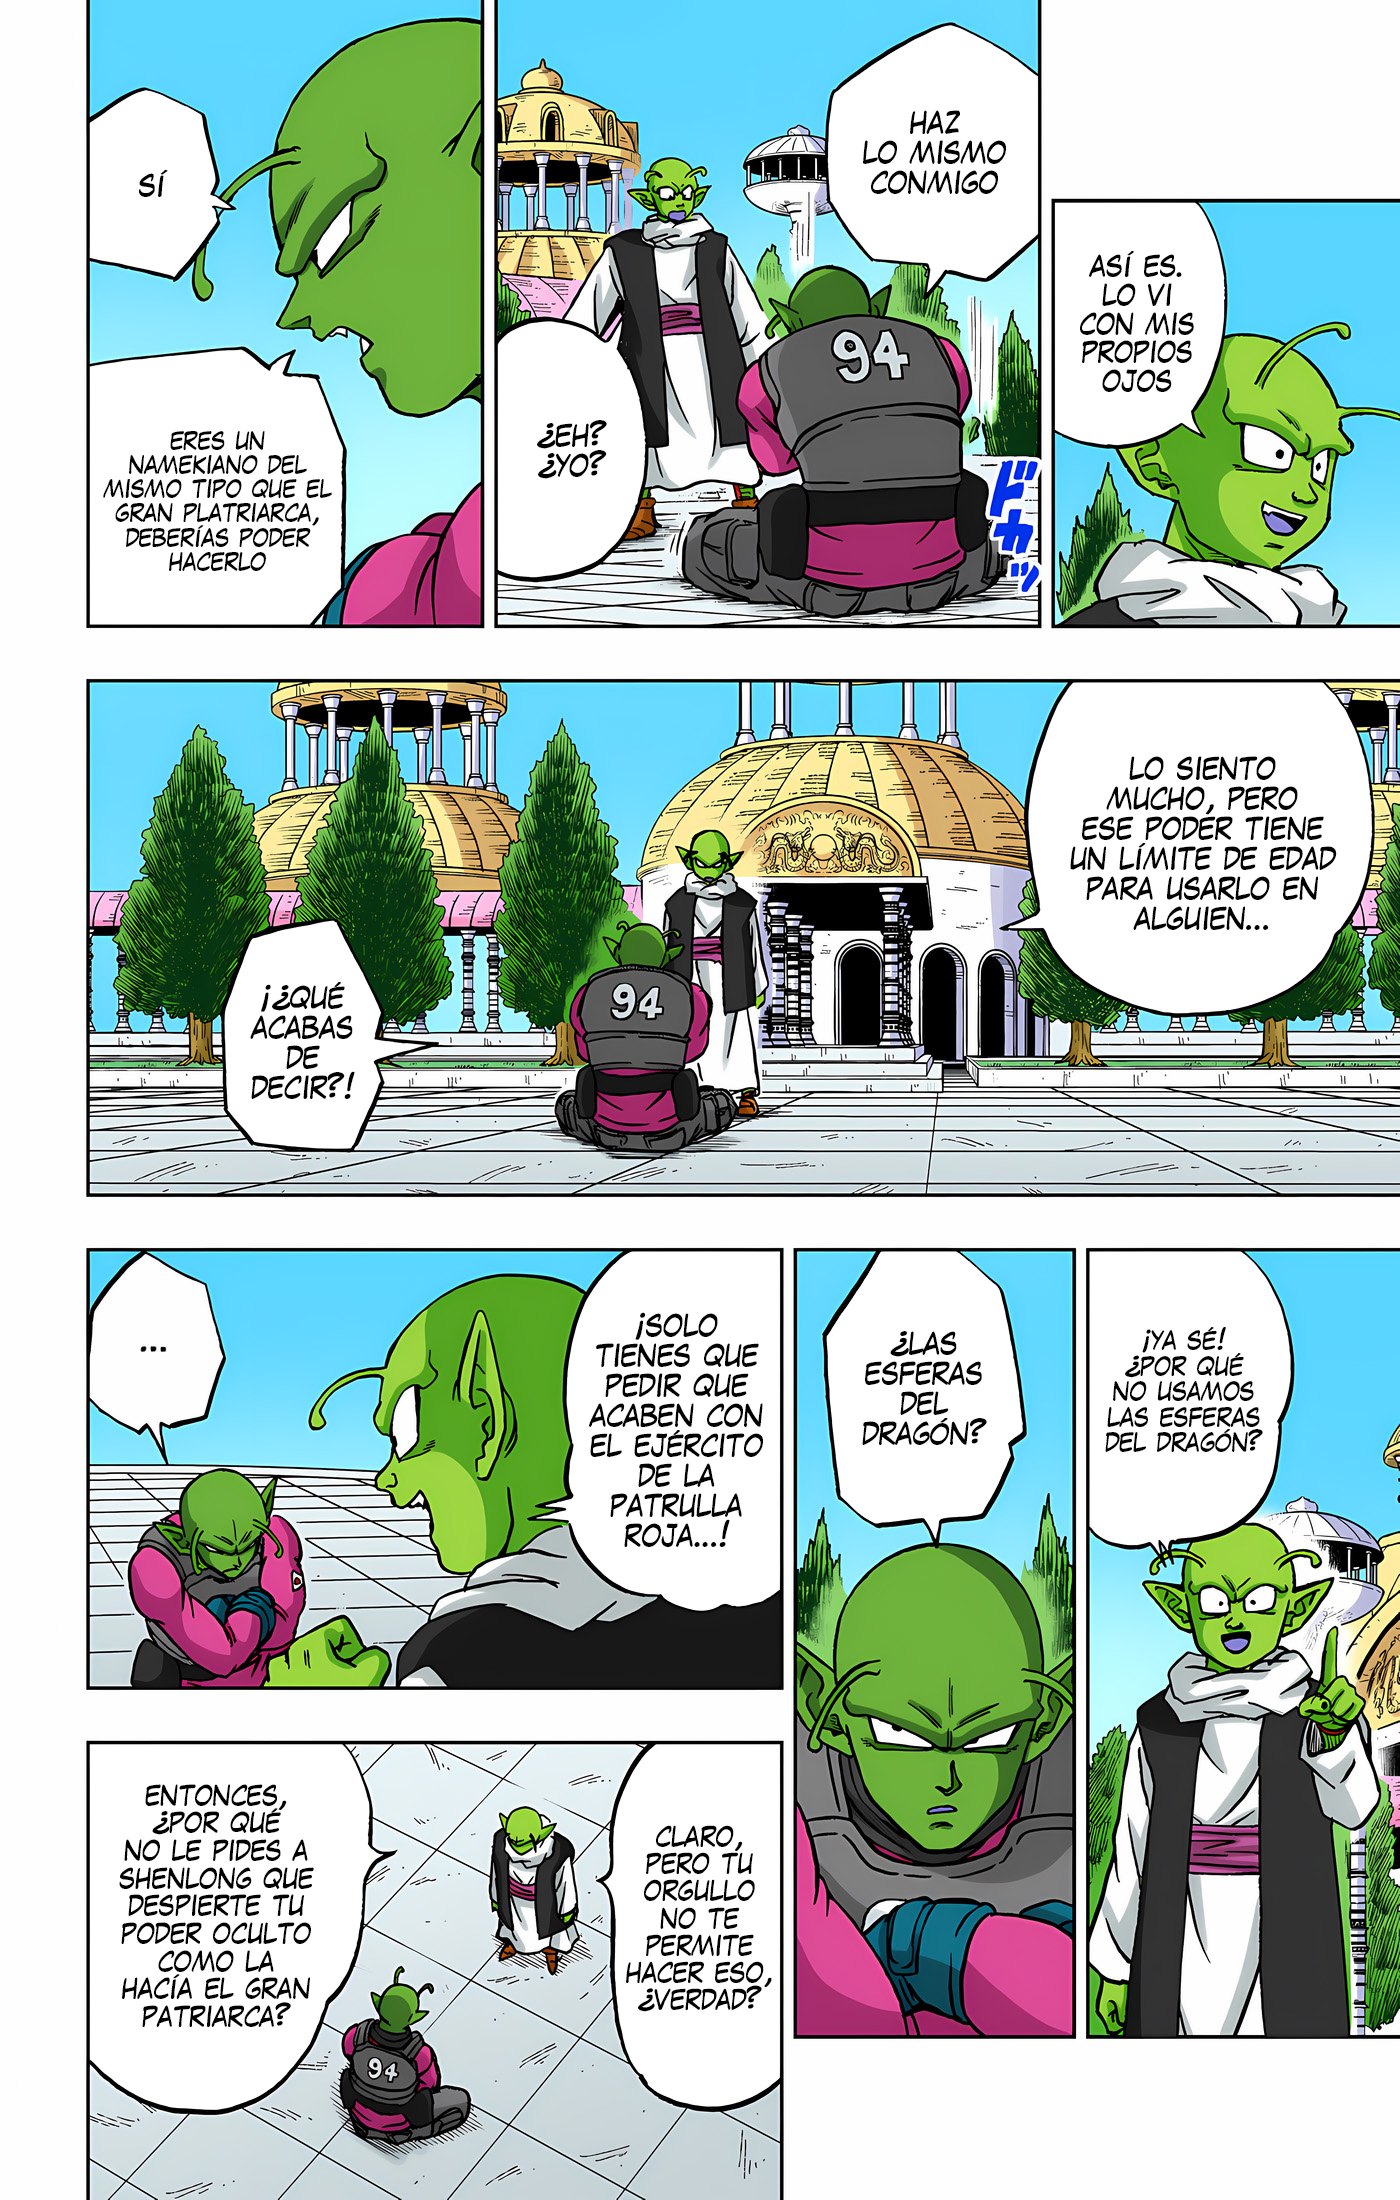 ASÍ ES.
LO VI
CON MIS
PROPIOS
OJOS
HAZ
LO MISMO
CONMIGO
¿EH?
¿YO?
94
ドカッ
SÍ
ERES UN
NAMEKIANO DEL
MISMO TIPO QUE EL
GRAN PLATRIARCA,
DEBERÍAS PODER
HACERLO
LO SIENTO
MUCHO, PERO
ESE PODER TIENE
UN LÍMITE DE EDAD
PARA USARLO EN
ALGUIEN...
94
¡¿QUÉ
ACABAS
DE
DECIR?!
¡YA SÉ!
¿POR QUÉ
NO USAMOS
LAS ESFERAS
DEL DRAGÓN?
¿LAS
ESFERAS
DEL
DRAGÓN?
¡SOLO
TIENES QUE
PEDIR QUE
ACABEN CON
EL EJÉRCITO
DE LA
PATRULLA
ROJA...!
...
CLARO,
PERO TU
ORGULLO
NO TE
PERMITE
HACER ESO,
¿VERDAD?
ENTONCES,
¿POR QUÉ
NO LE PIDES A
SHENLONG QUE
DESPIERTE TU
PODER OCULTO
COMO LA
HACÍA EL GRAN
PATRIARCA?
94